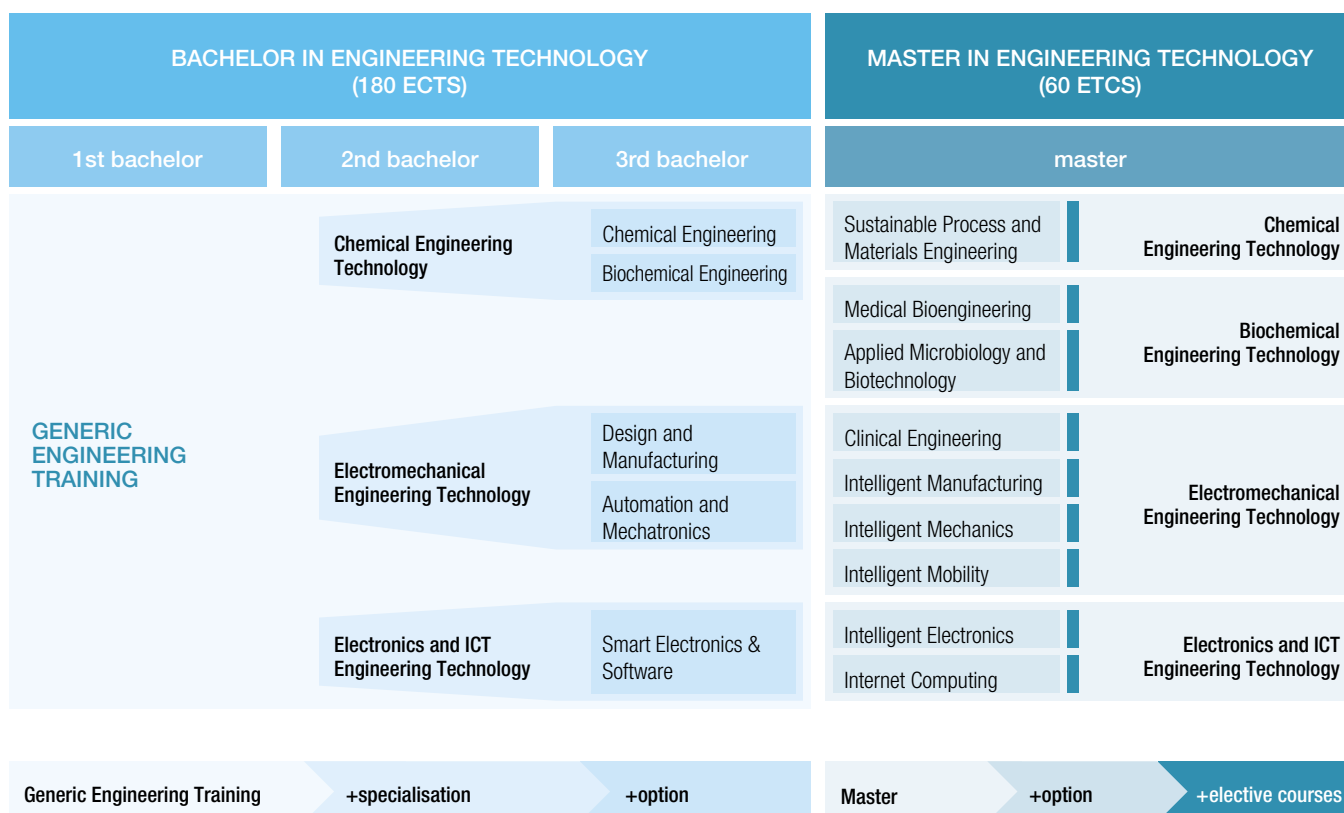 BACHELOR IN ENGINEERING TECHNOLOGY
(180 ECTS)
MASTER IN ENGINEERING TECHNOLOGY
(60 ETCS)
1st bachelor
2nd bachelor
3rd bachelor
master
GENERIC
ENGINEERING
TRAINING
Chemical Engineering
Technology
Chemical Engineering
Biochemical Engineering
Electromechanical
Engineering Technology
Design and
Manufacturing
Automation and
Mechatronics
Electronics and ICT
Engineering Technology
Smart Electronics &
Software
Sustainable Process and
Materials Engineering
Chemical
Engineering Technology
Medical Bioengineering
Applied Microbiology and
Biotechnology
Biochemical
Engineering Technology
Clinical Engineering
Intelligent Manufacturing
Intelligent Mechanics
Intelligent Mobility
Electromechanical
Engineering Technology
Intelligent Electronics
Internet Computing
Electronics and ICT
Engineering Technology
Generic Engineering Training
+specialisation
+option
Master
+option
+elective courses